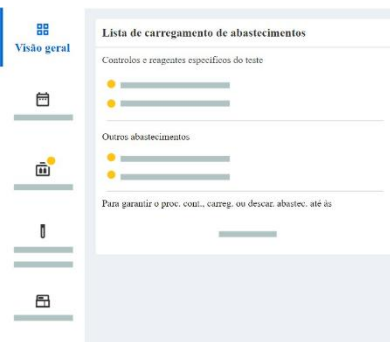 Visão geral
Lista de carregamento de abastecimentos
Controlos e reagentes específicos do teste
Outros abastecimentos
Para garantir o proc. cont., carreg. ou descar. abastec. até às